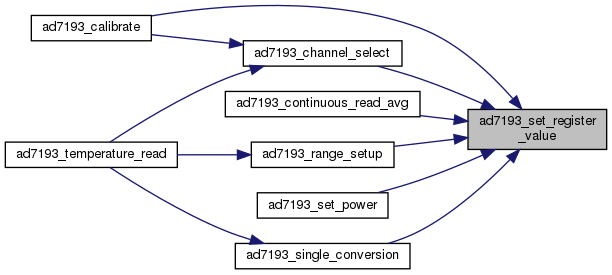 ad7193_calibrate
ad7193_channel_select
ad7193_continuous_read_avg
ad7193_set_register
_value
ad7193_temperature_read
ad7193_range_setup
ad7193_set_power
ad7193_single_conversion